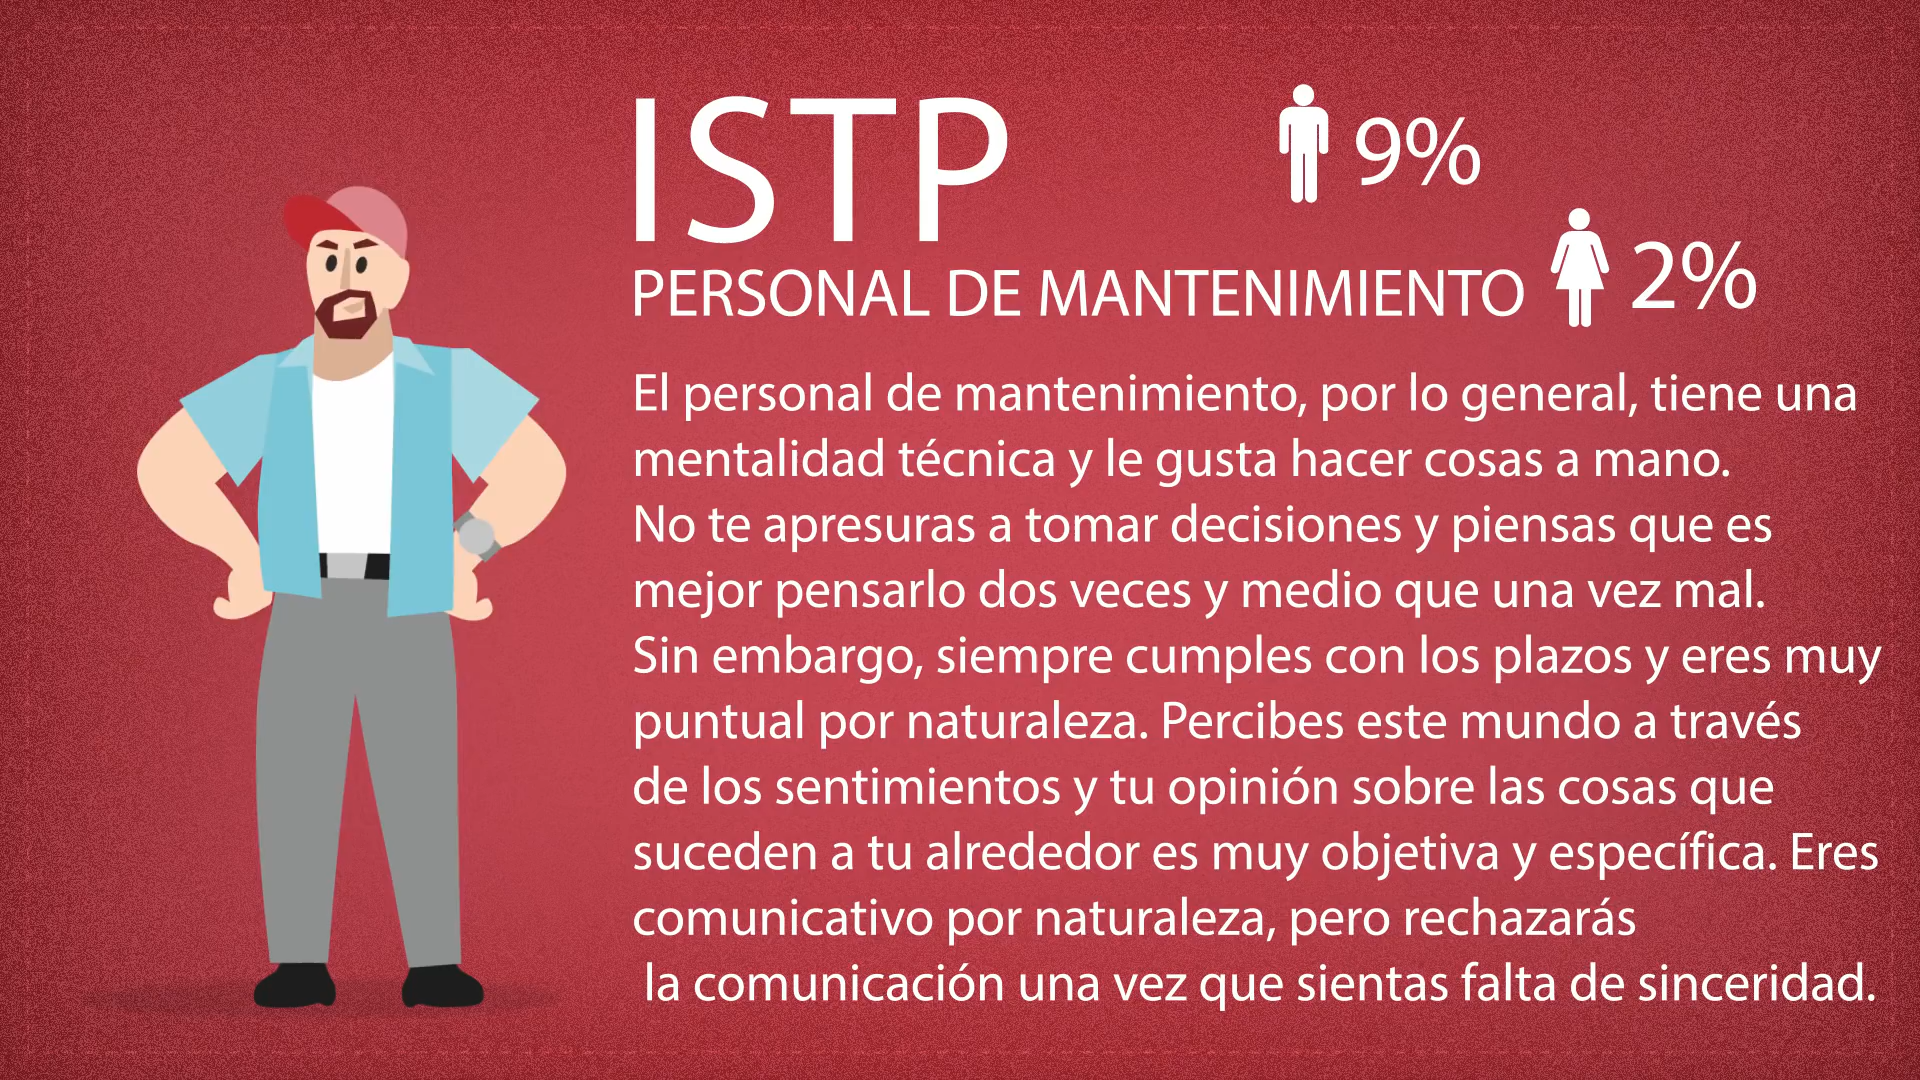 ISTP
9%
PERSONAL DE MANTENIMIENTO
2%
El personal de mantenimiento, por lo general, tiene una
mentalidad técnica y le gusta hacer cosas a mano.
No te apresuras a tomar decisiones y piensas que es
mejor pensarlo dos veces y medio que una vez mal.
Sin embargo, siempre cumples con los plazos y eres muy
puntual por naturaleza. Percibes este mundo a través
de los sentimientos y tu opinión sobre las cosas que
suceden a tu alrededor es muy objetiva y específica. Eres
comunicativo por naturaleza, pero rechazarás
la comunicación una vez que sientas falta de sinceridad.